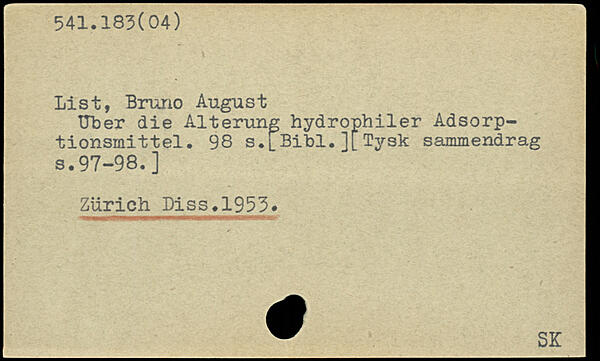 541.183(04)
List, Bruno August
Uber die Alterung hydrophiler Adsorp-
tionsmittel. 98 s.[Bibl.][Tysk sammendrag
s.97-98.]
Zürich Diss.1953.
SK